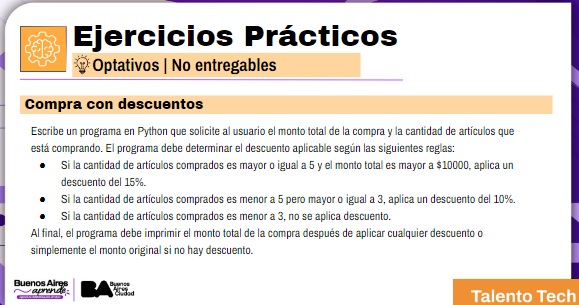 Ejercicios Prácticos
Optativos | No entregables
Compra con descuentos
Escribe un programa en Python que solicite al usuario el monto total de la compra y la cantidad de artículos que
está comprando. El programa debe determinar el descuento aplicable según las siguientes reglas:
● Si la cantidad de artículos comprados es mayor o igual a 5 y el monto total es mayor a $10000, aplica un
descuento del 15%.
● Si la cantidad de artículos comprados es menor a 5 pero mayor o igual a 3, aplica un descuento del 10%.
● Si la cantidad de artículos comprados es menor a 3, no se aplica descuento.
Al final, el programa debe imprimir el monto total de la compra después de aplicar cualquier descuento o
simplemente el monto original si no hay descuento.
Buenos Aires
aprende
BA Buenos
Aires
Ciudad
Talento Tech